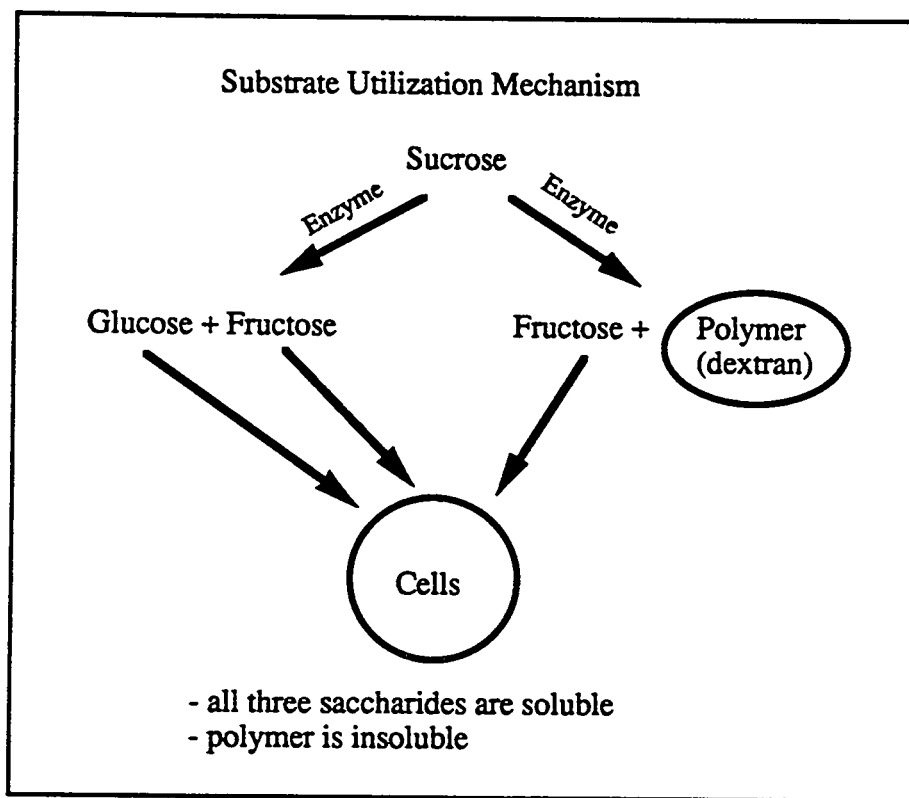 Substrate Utilization Mechanism
Sucrose
Enzyme
Enzyme
Glucose + Fructose
Fructose +
Polymer
(dextran)
Cells
- all three saccharides are soluble
- polymer is insoluble